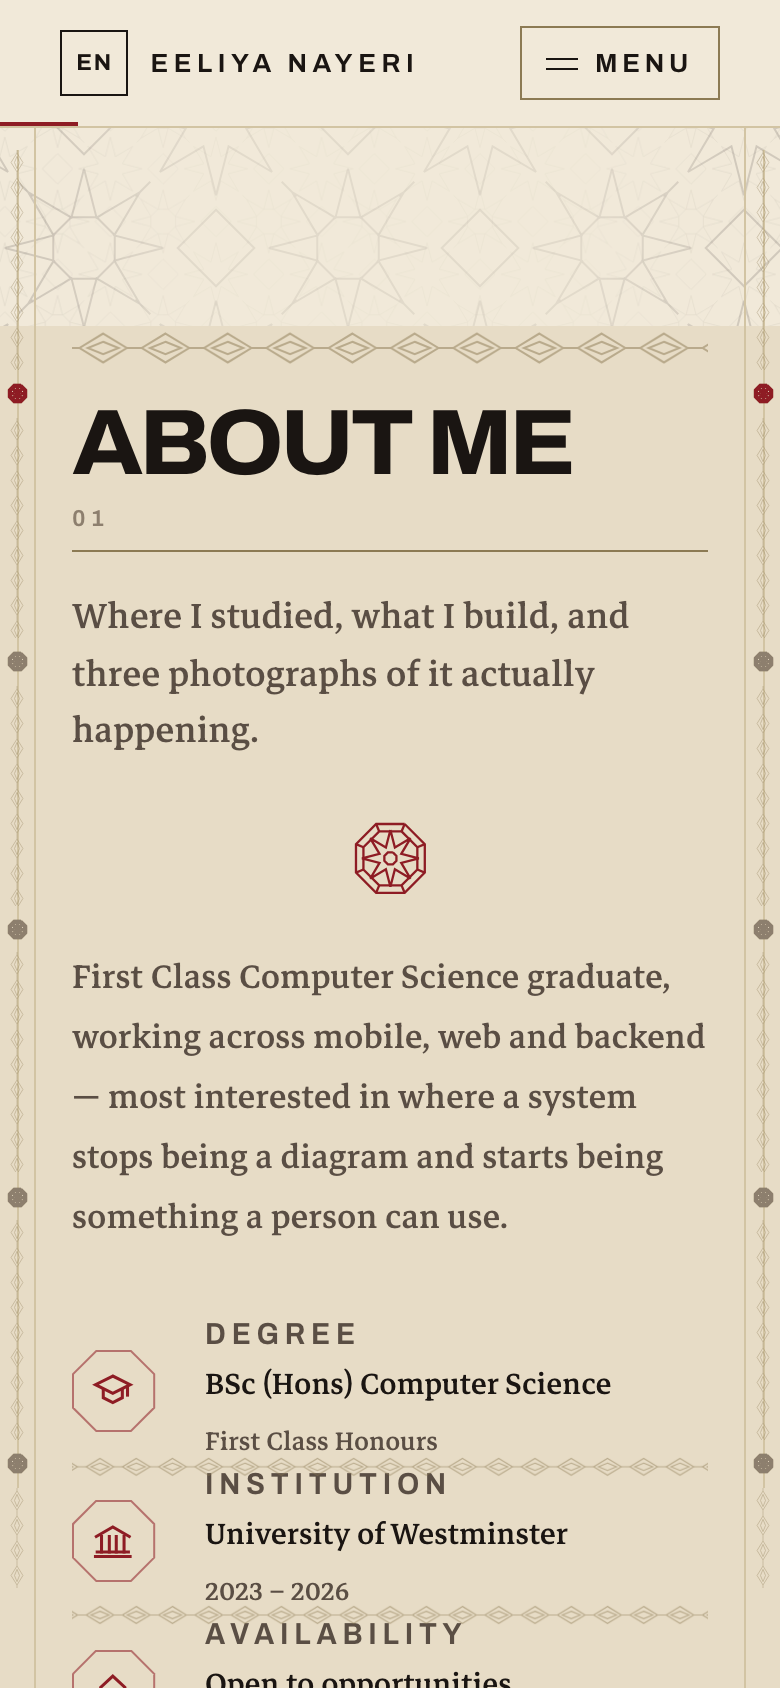 EN EELIYA NAYERI MENU
ABOUT ME
01
Where I studied, what I build, and
three photographs of it actually
happening.
First Class Computer Science graduate,
working across mobile, web and backend
— most interested in where a system
stops being a diagram and starts being
something a person can use.
DEGREE
BSc (Hons) Computer Science
First Class Honours
INSTITUTION
University of Westminster
2023 – 2026
AVAILABILITY
Open to opportunities